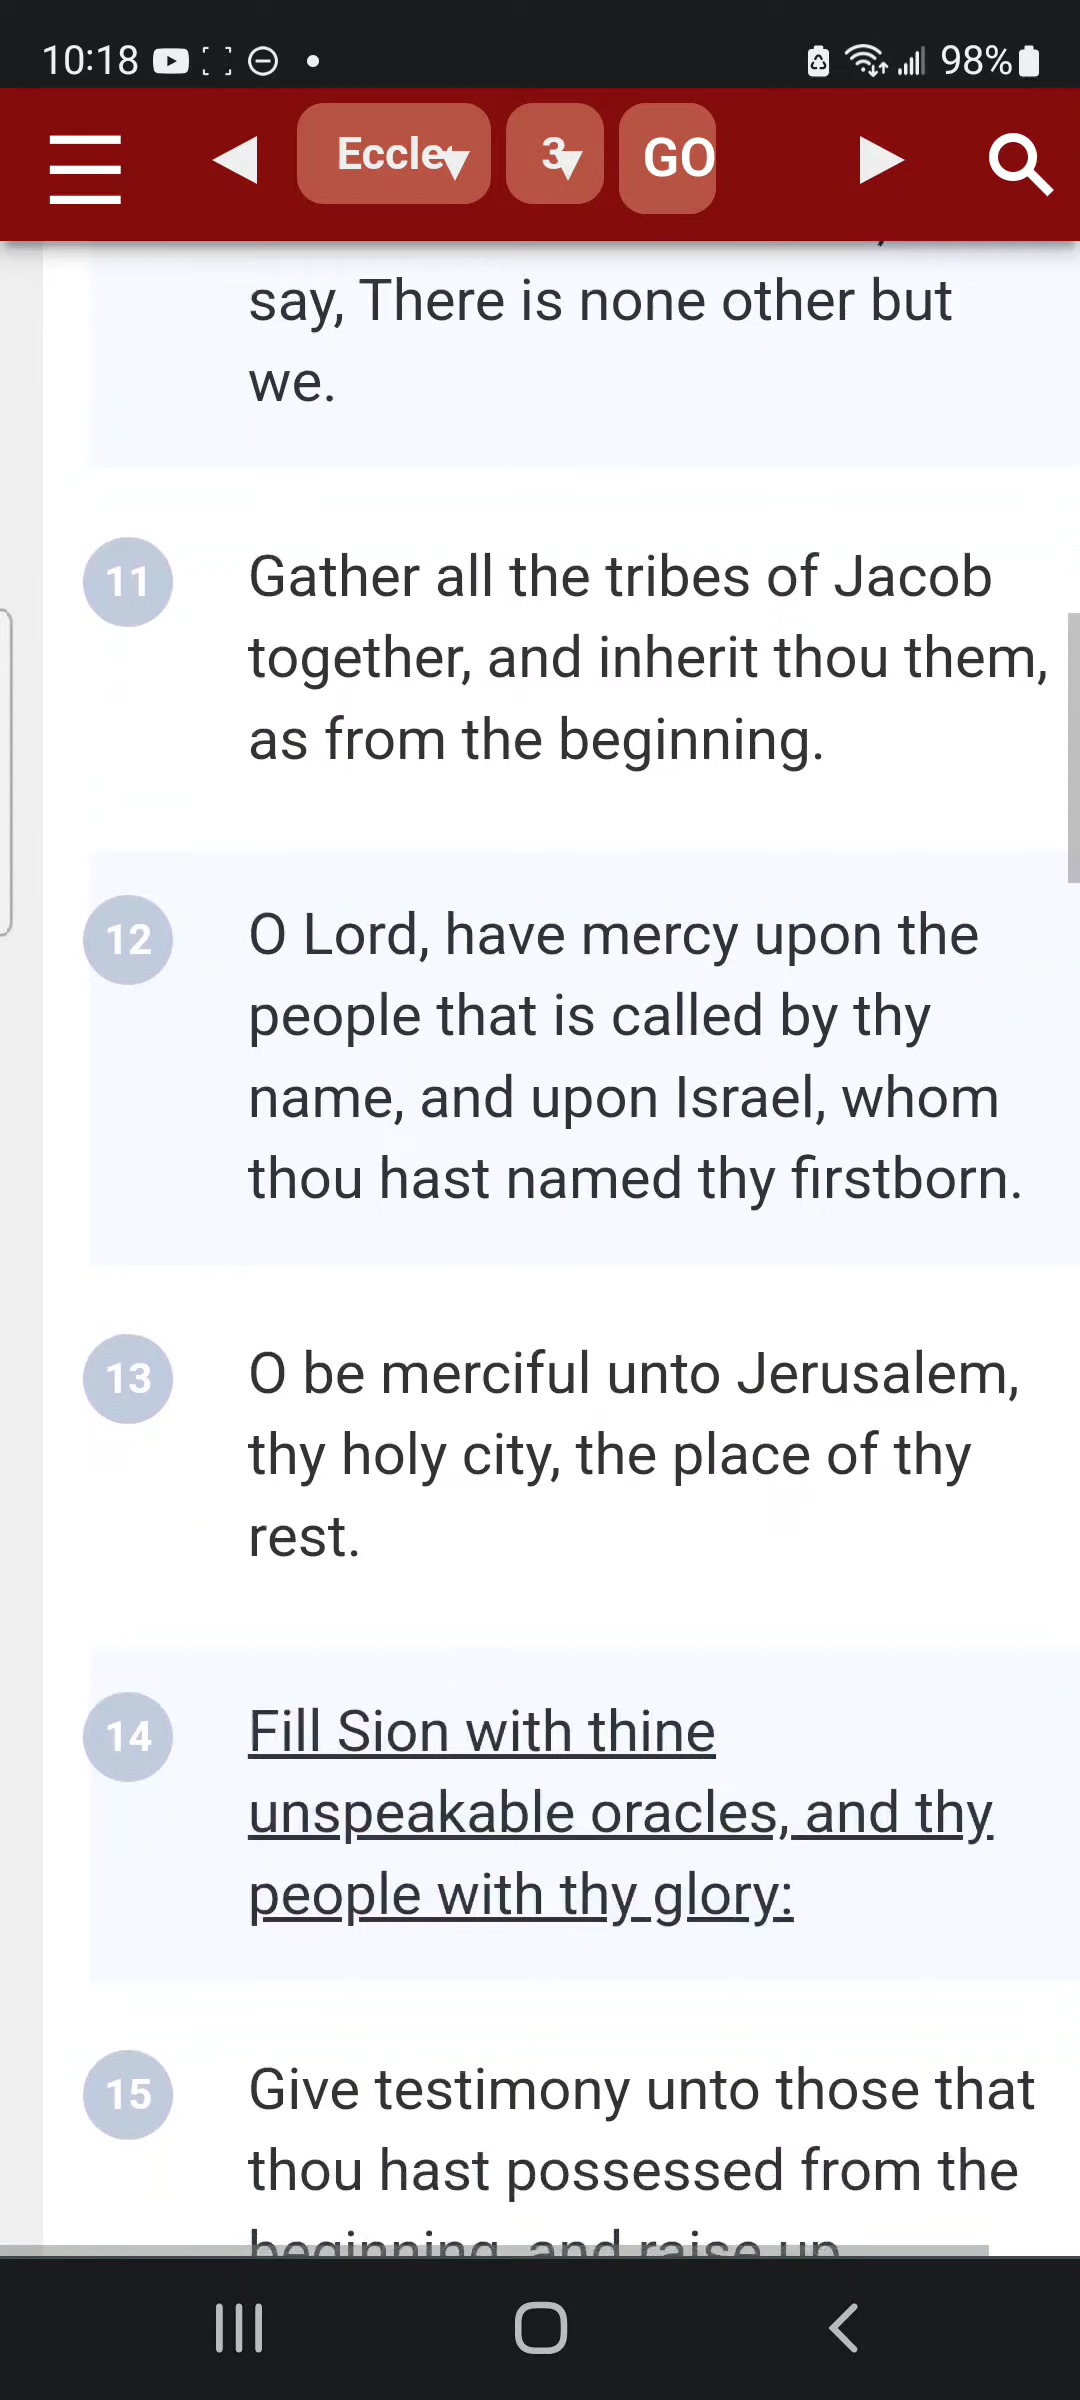 10:18 98%
Eccle 3 GO
say, There is none other but
we.
11 Gather all the tribes of Jacob
together, and inherit thou them,
as from the beginning.
12 O Lord, have mercy upon the
people that is called by thy
name, and upon Israel, whom
thou hast named thy firstborn.
13 O be merciful unto Jerusalem,
thy holy city, the place of thy
rest.
14 Fill Sion with thine
unspeakable oracles, and thy
people with thy glory:
15 Give testimony unto those that
thou hast possessed from the
beginning, and raise up